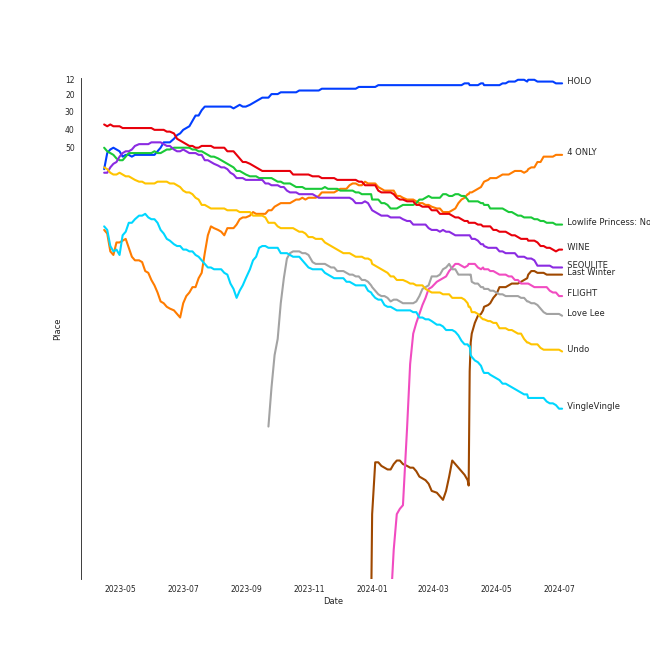 12
20
30
40
50
Place
HOLO
4 ONLY
Lowlife Princess: No
WINE
SEOULITE
Last Winter
FLIGHT
Love Lee
Undo
VingleVingle
2023-05 2023-07 2023-09 2023-11 2024-01 2024-03 2024-05 2024-07
Date